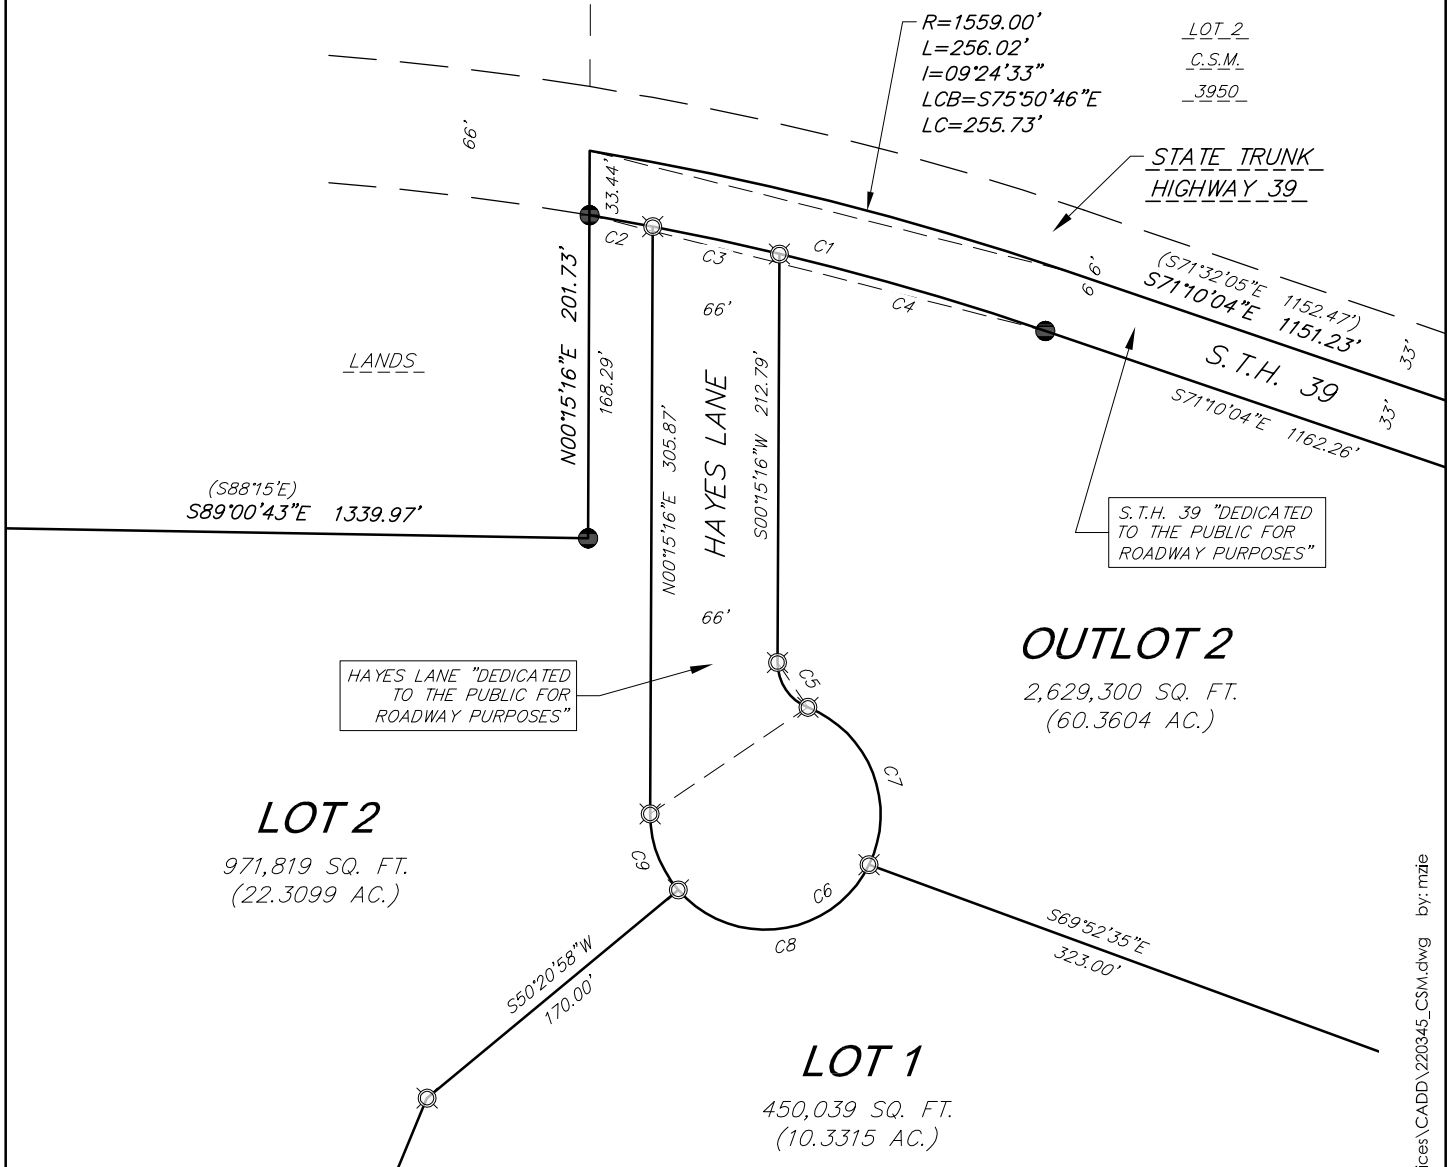 R=1559.00'
L=256.02'
I=09°24'33"
LCB=S75°50'46"E
LC=255.73'
LOT 2
C.S.M.
3950
STATE TRUNK
HIGHWAY 39
66'
33.44'
C2
C3
C1
C4
66'
(S71°32'05"E 1152.47')
S71°10'04"E 1151.23'
33'
S.T.H. 39
33'
S71°10'04"E 1162.26'
66'
LANDS
N00°15'16"E 201.73'
168.29'
N00°15'16"E 305.87'
HAYES LANE
S00°15'16"W 212.79'
(S88°15'E)
S89°00'43"E 1339.97'
S.T.H. 39 "DEDICATED
TO THE PUBLIC FOR
ROADWAY PURPOSES"
66'
OUTLOT 2
2,629,300 SQ. FT.
(60.3604 AC.)
HAYES LANE "DEDICATED
TO THE PUBLIC FOR
ROADWAY PURPOSES"
C5
C7
LOT 2
971,819 SQ. FT.
(22.3099 AC.)
C9
C6
C8
S50°20'58"W
170.00'
S69°52'35"E
323.00'
LOT 1
450,039 SQ. FT.
(10.3315 AC.)
ices\CADD\220345_CSM.dwg by: mzie